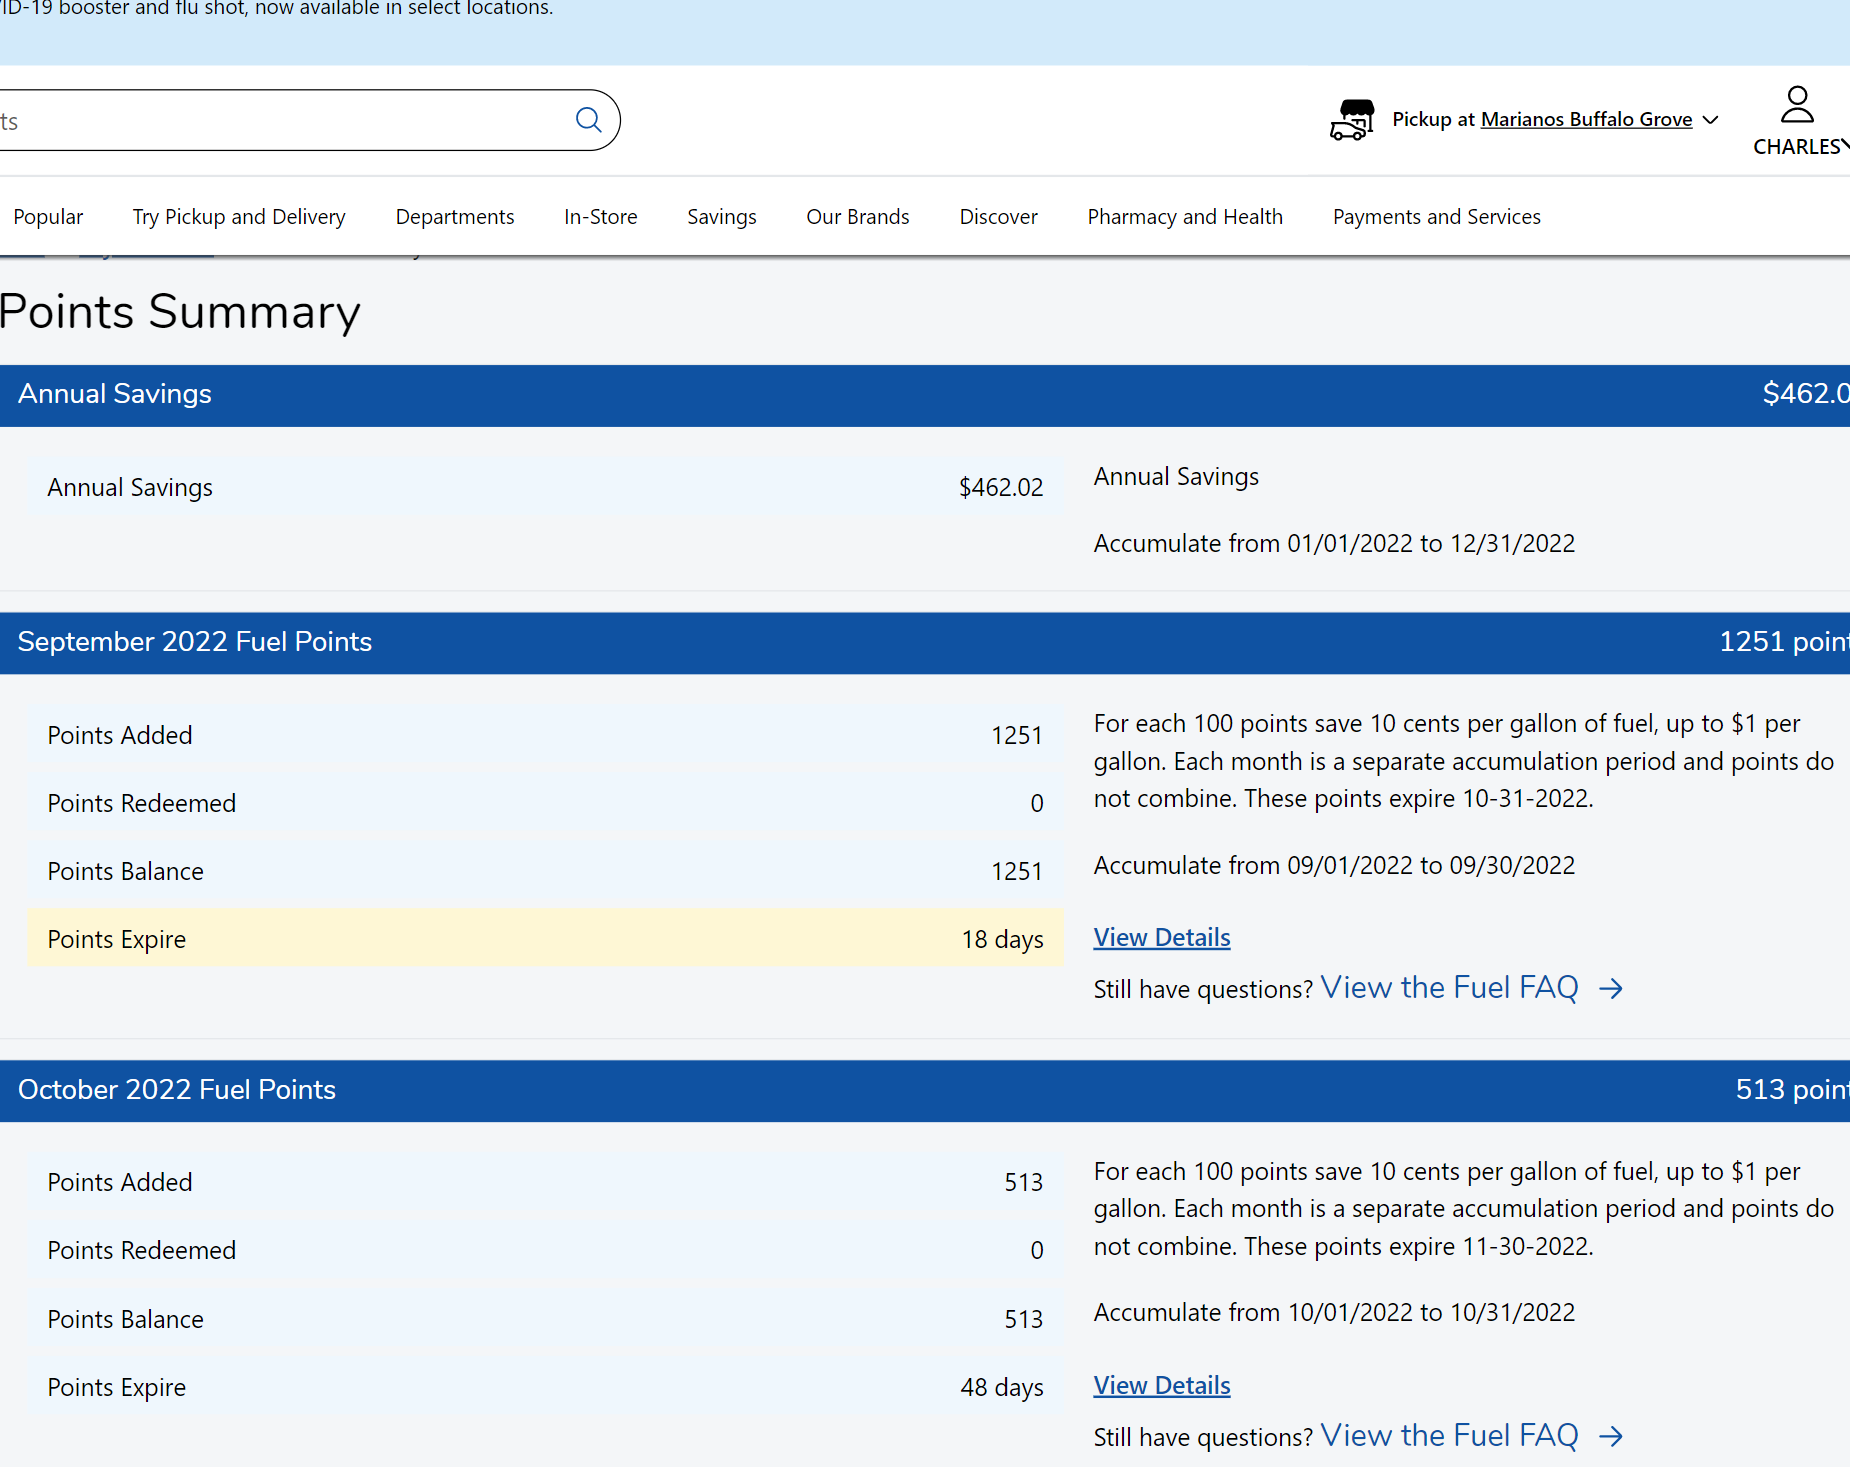 ID-19 booster and flu shot, now available in select locations.
ts
Pickup at Marianos Buffalo Grove
CHARLES
Popular Try Pickup and Delivery Departments In-Store Savings Our Brands Discover Pharmacy and Health Payments and Services
Points Summary
Annual Savings $462.0
Annual Savings $462.02
Annual Savings
Accumulate from 01/01/2022 to 12/31/2022
September 2022 Fuel Points 1251 point
Points Added 1251
Points Redeemed 0
Points Balance 1251
Points Expire 18 days
For each 100 points save 10 cents per gallon of fuel, up to $1 per
gallon. Each month is a separate accumulation period and points do
not combine. These points expire 10-31-2022.
Accumulate from 09/01/2022 to 09/30/2022
View Details
Still have questions? View the Fuel FAQ →
October 2022 Fuel Points 513 point
Points Added 513
Points Redeemed 0
Points Balance 513
Points Expire 48 days
For each 100 points save 10 cents per gallon of fuel, up to $1 per
gallon. Each month is a separate accumulation period and points do
not combine. These points expire 11-30-2022.
Accumulate from 10/01/2022 to 10/31/2022
View Details
Still have questions? View the Fuel FAQ →